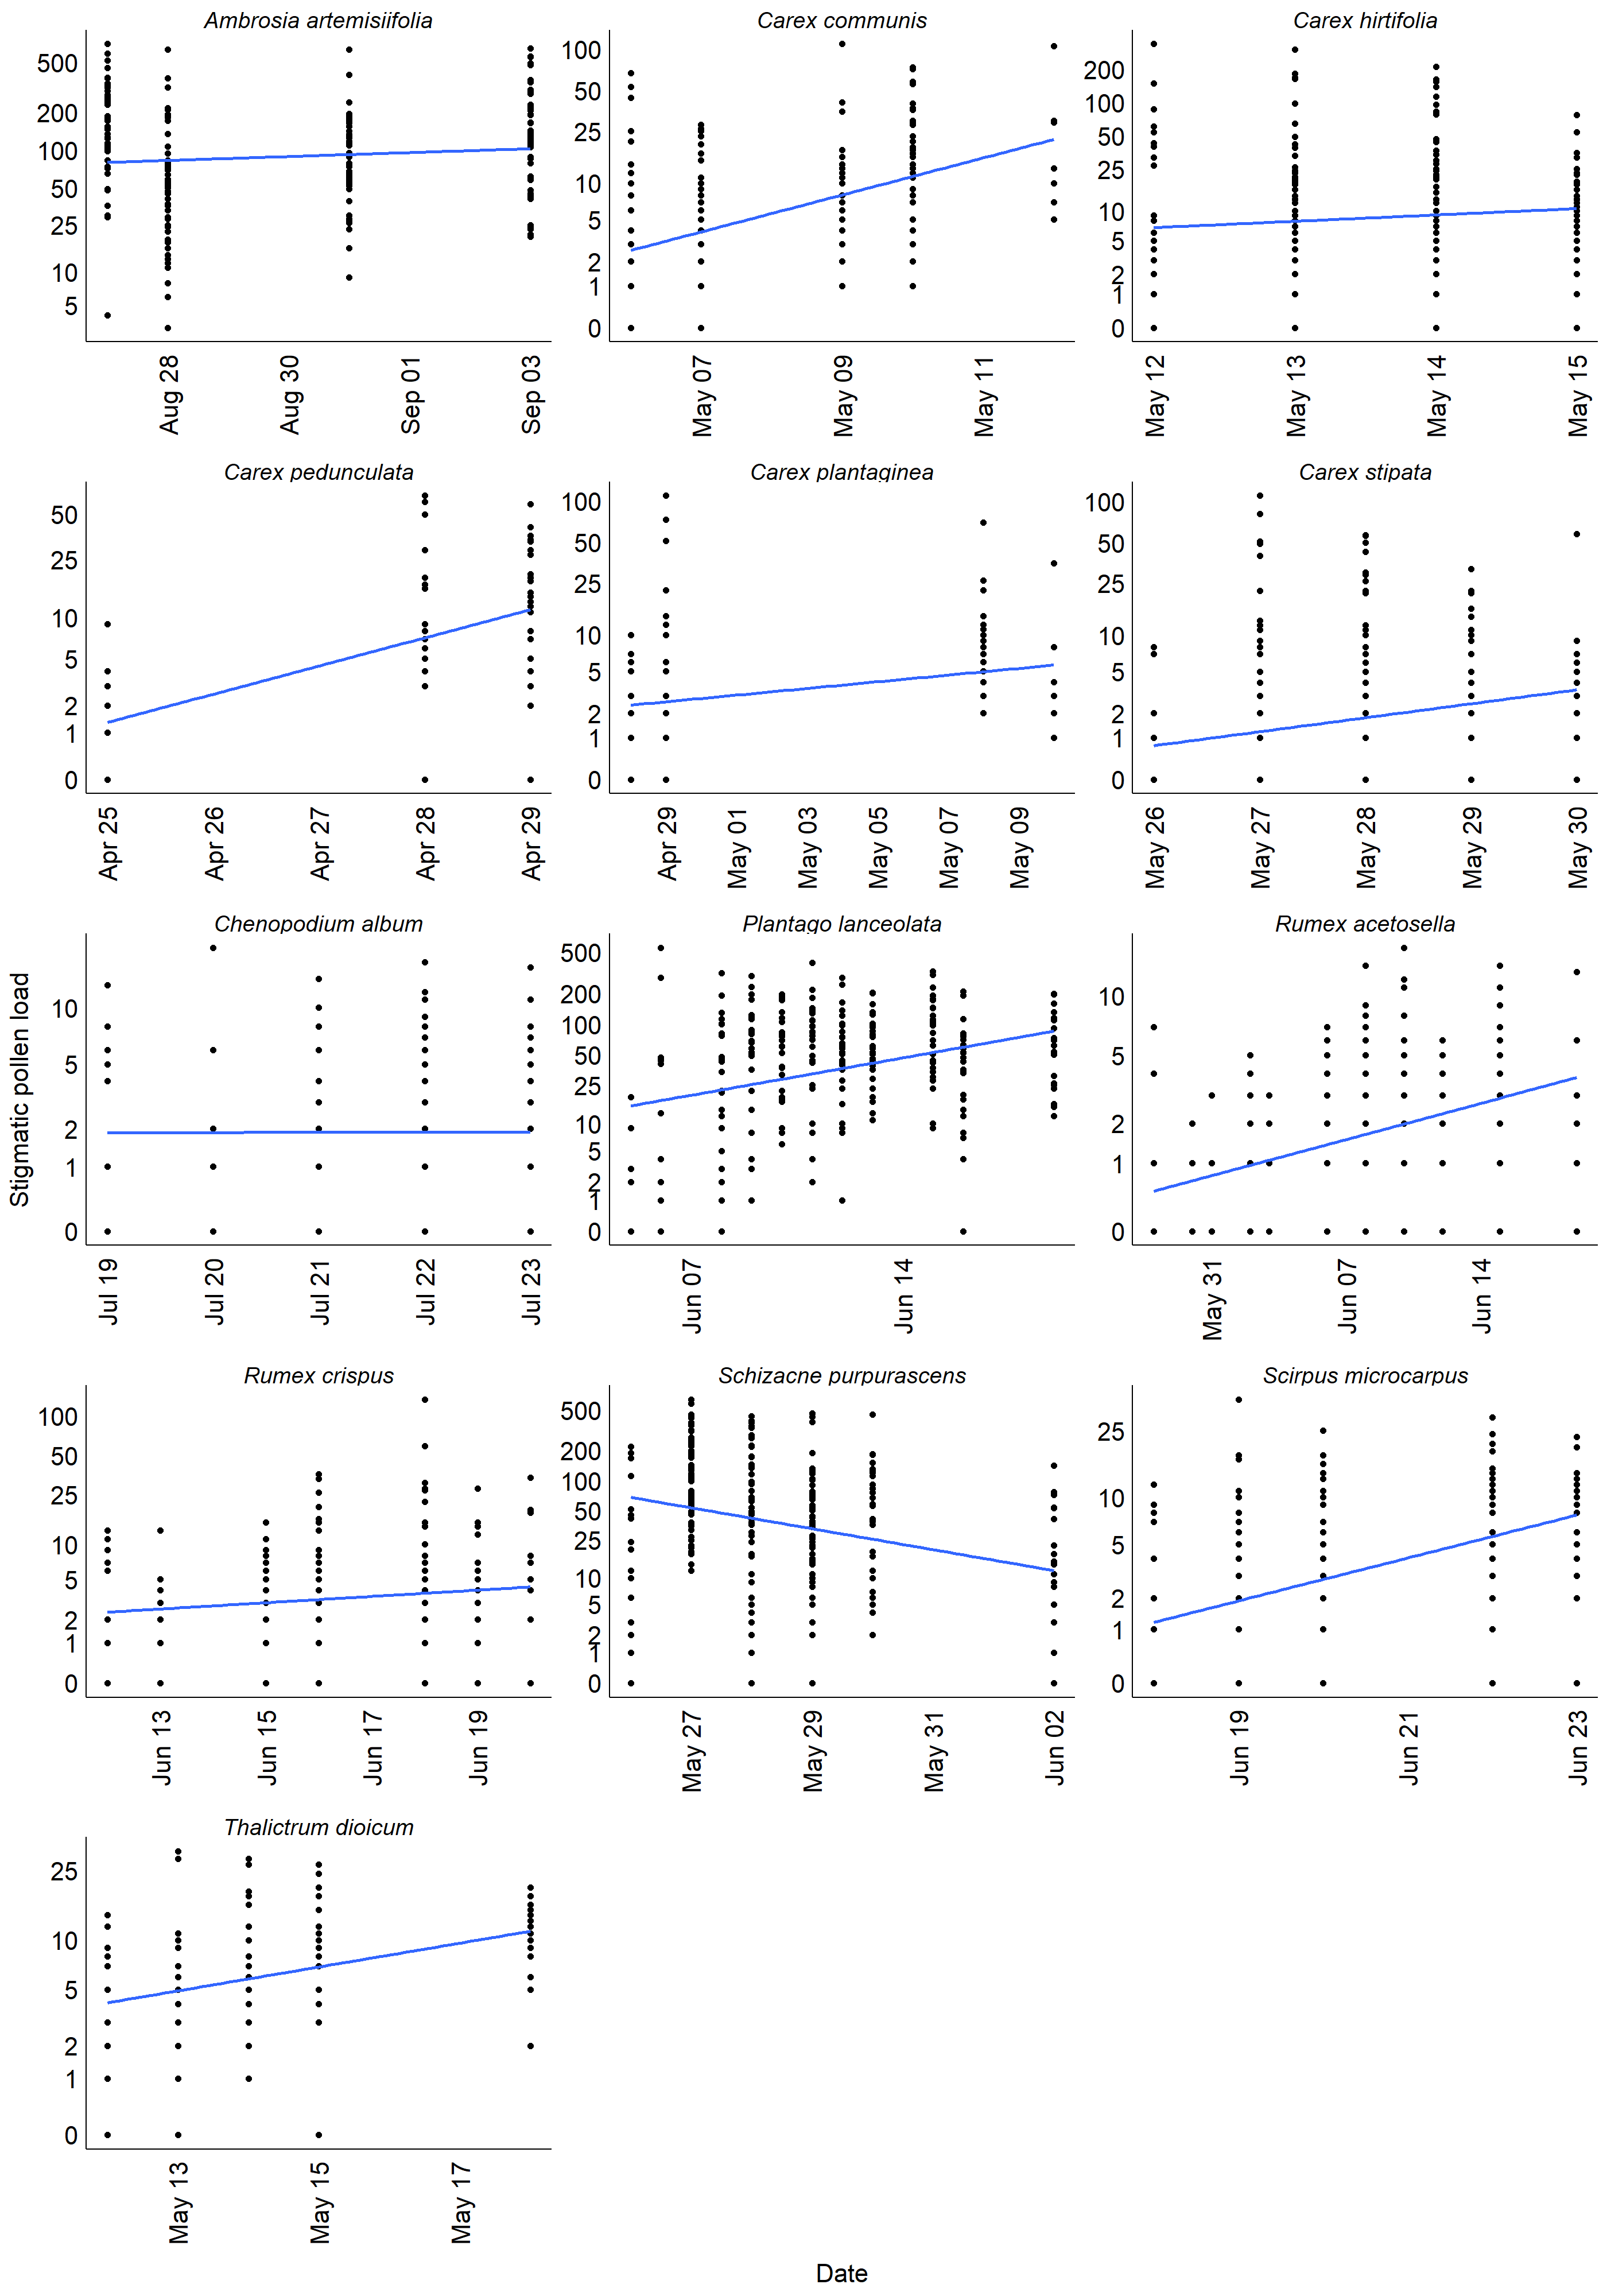 Ambrosia artemisiifolia
500
200
100
50
25
10
5
Aug 28
Aug 30
Sep 01
Sep 03
Carex communis
100
50
25
10
5
2
1
0
May 07
May 09
May 11
Carex hirtifolia
200
100
50
25
10
5
2
1
0
May 12
May 13
May 14
May 15
Carex pedunculata
50
25
10
5
2
1
0
Apr 25
Apr 26
Apr 27
Apr 28
Apr 29
Carex plantaginea
100
50
25
10
5
2
1
0
Apr 29
May 01
May 03
May 05
May 07
May 09
Carex stipata
100
50
25
10
5
2
1
0
May 26
May 27
May 28
May 29
May 30
Stigmatic pollen load
Chenopodium album
10
5
2
1
0
Jul 19
Jul 20
Jul 21
Jul 22
Jul 23
Plantago lanceolata
500
200
100
50
25
10
5
2
1
0
Jun 07
Jun 14
Rumex acetosella
10
5
2
1
0
May 31
Jun 07
Jun 14
Rumex crispus
100
50
25
10
5
2
1
0
Jun 13
Jun 15
Jun 17
Jun 19
Schizacne purpurascens
500
200
100
50
25
10
5
2
1
0
May 27
May 29
May 31
Jun 02
Scirpus microcarpus
25
10
5
2
1
0
Jun 19
Jun 21
Jun 23
Thalictrum dioicum
25
10
5
2
1
0
May 13
May 15
May 17
Date